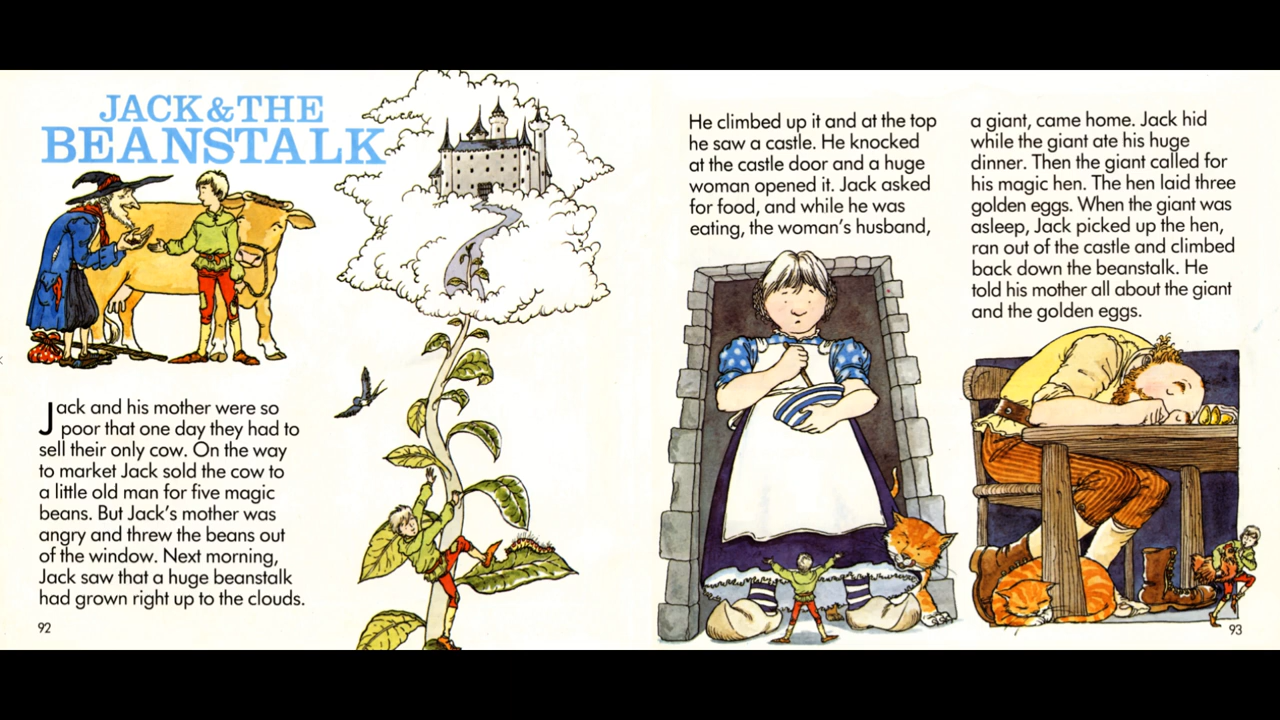 JACK & THE
BEANSTALK
Jack and his mother were so
poor that one day they had to
sell their only cow. On the way
to market Jack sold the cow to
a little old man for five magic
beans. But Jack's mother was
angry and threw the beans out
of the window. Next morning,
Jack saw that a huge beanstalk
had grown right up to the clouds.
92
He climbed up it and at the top
he saw a castle. He knocked
at the castle door and a huge
woman opened it. Jack asked
for food, and while he was
eating, the woman's husband,
a giant, came home. Jack hid
while the giant ate his huge
dinner. Then the giant called for
his magic hen. The hen laid three
golden eggs. When the giant was
asleep, Jack picked up the hen,
ran out of the castle and climbed
back down the beanstalk. He
told his mother all about the giant
and the golden eggs.
93